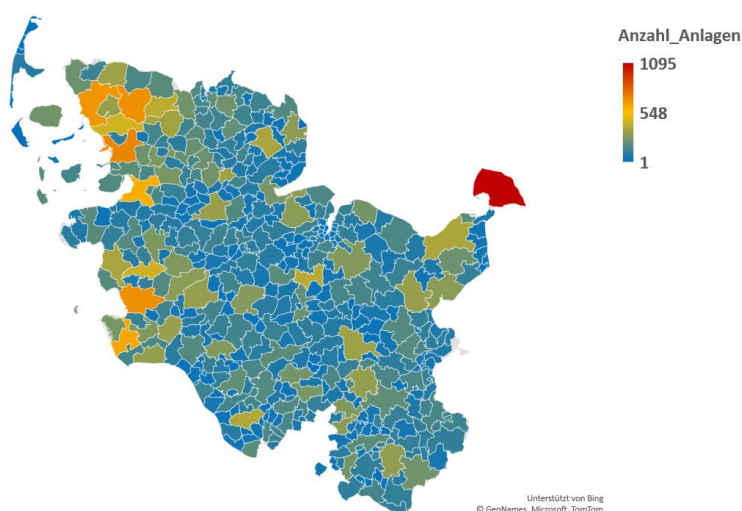 Anzahl_Anlagen
1095
548
1
Unterstützt von Bing
© GeoNames, Microsoft, TomTom